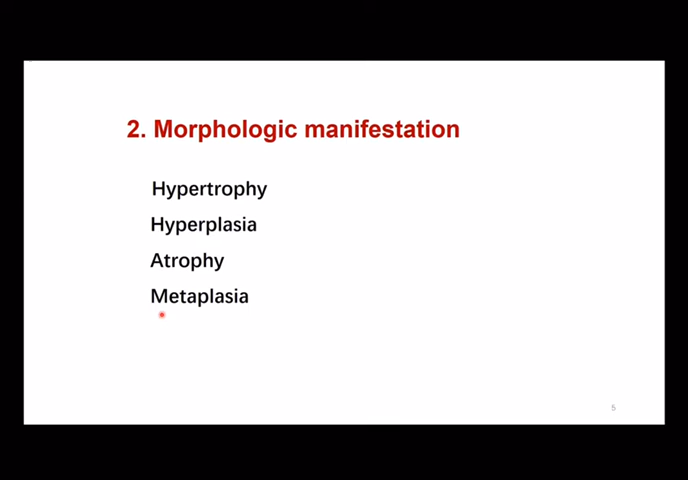 2. Morphologic manifestation
Hypertrophy
Hyperplasia
Atrophy
Metaplasia
5